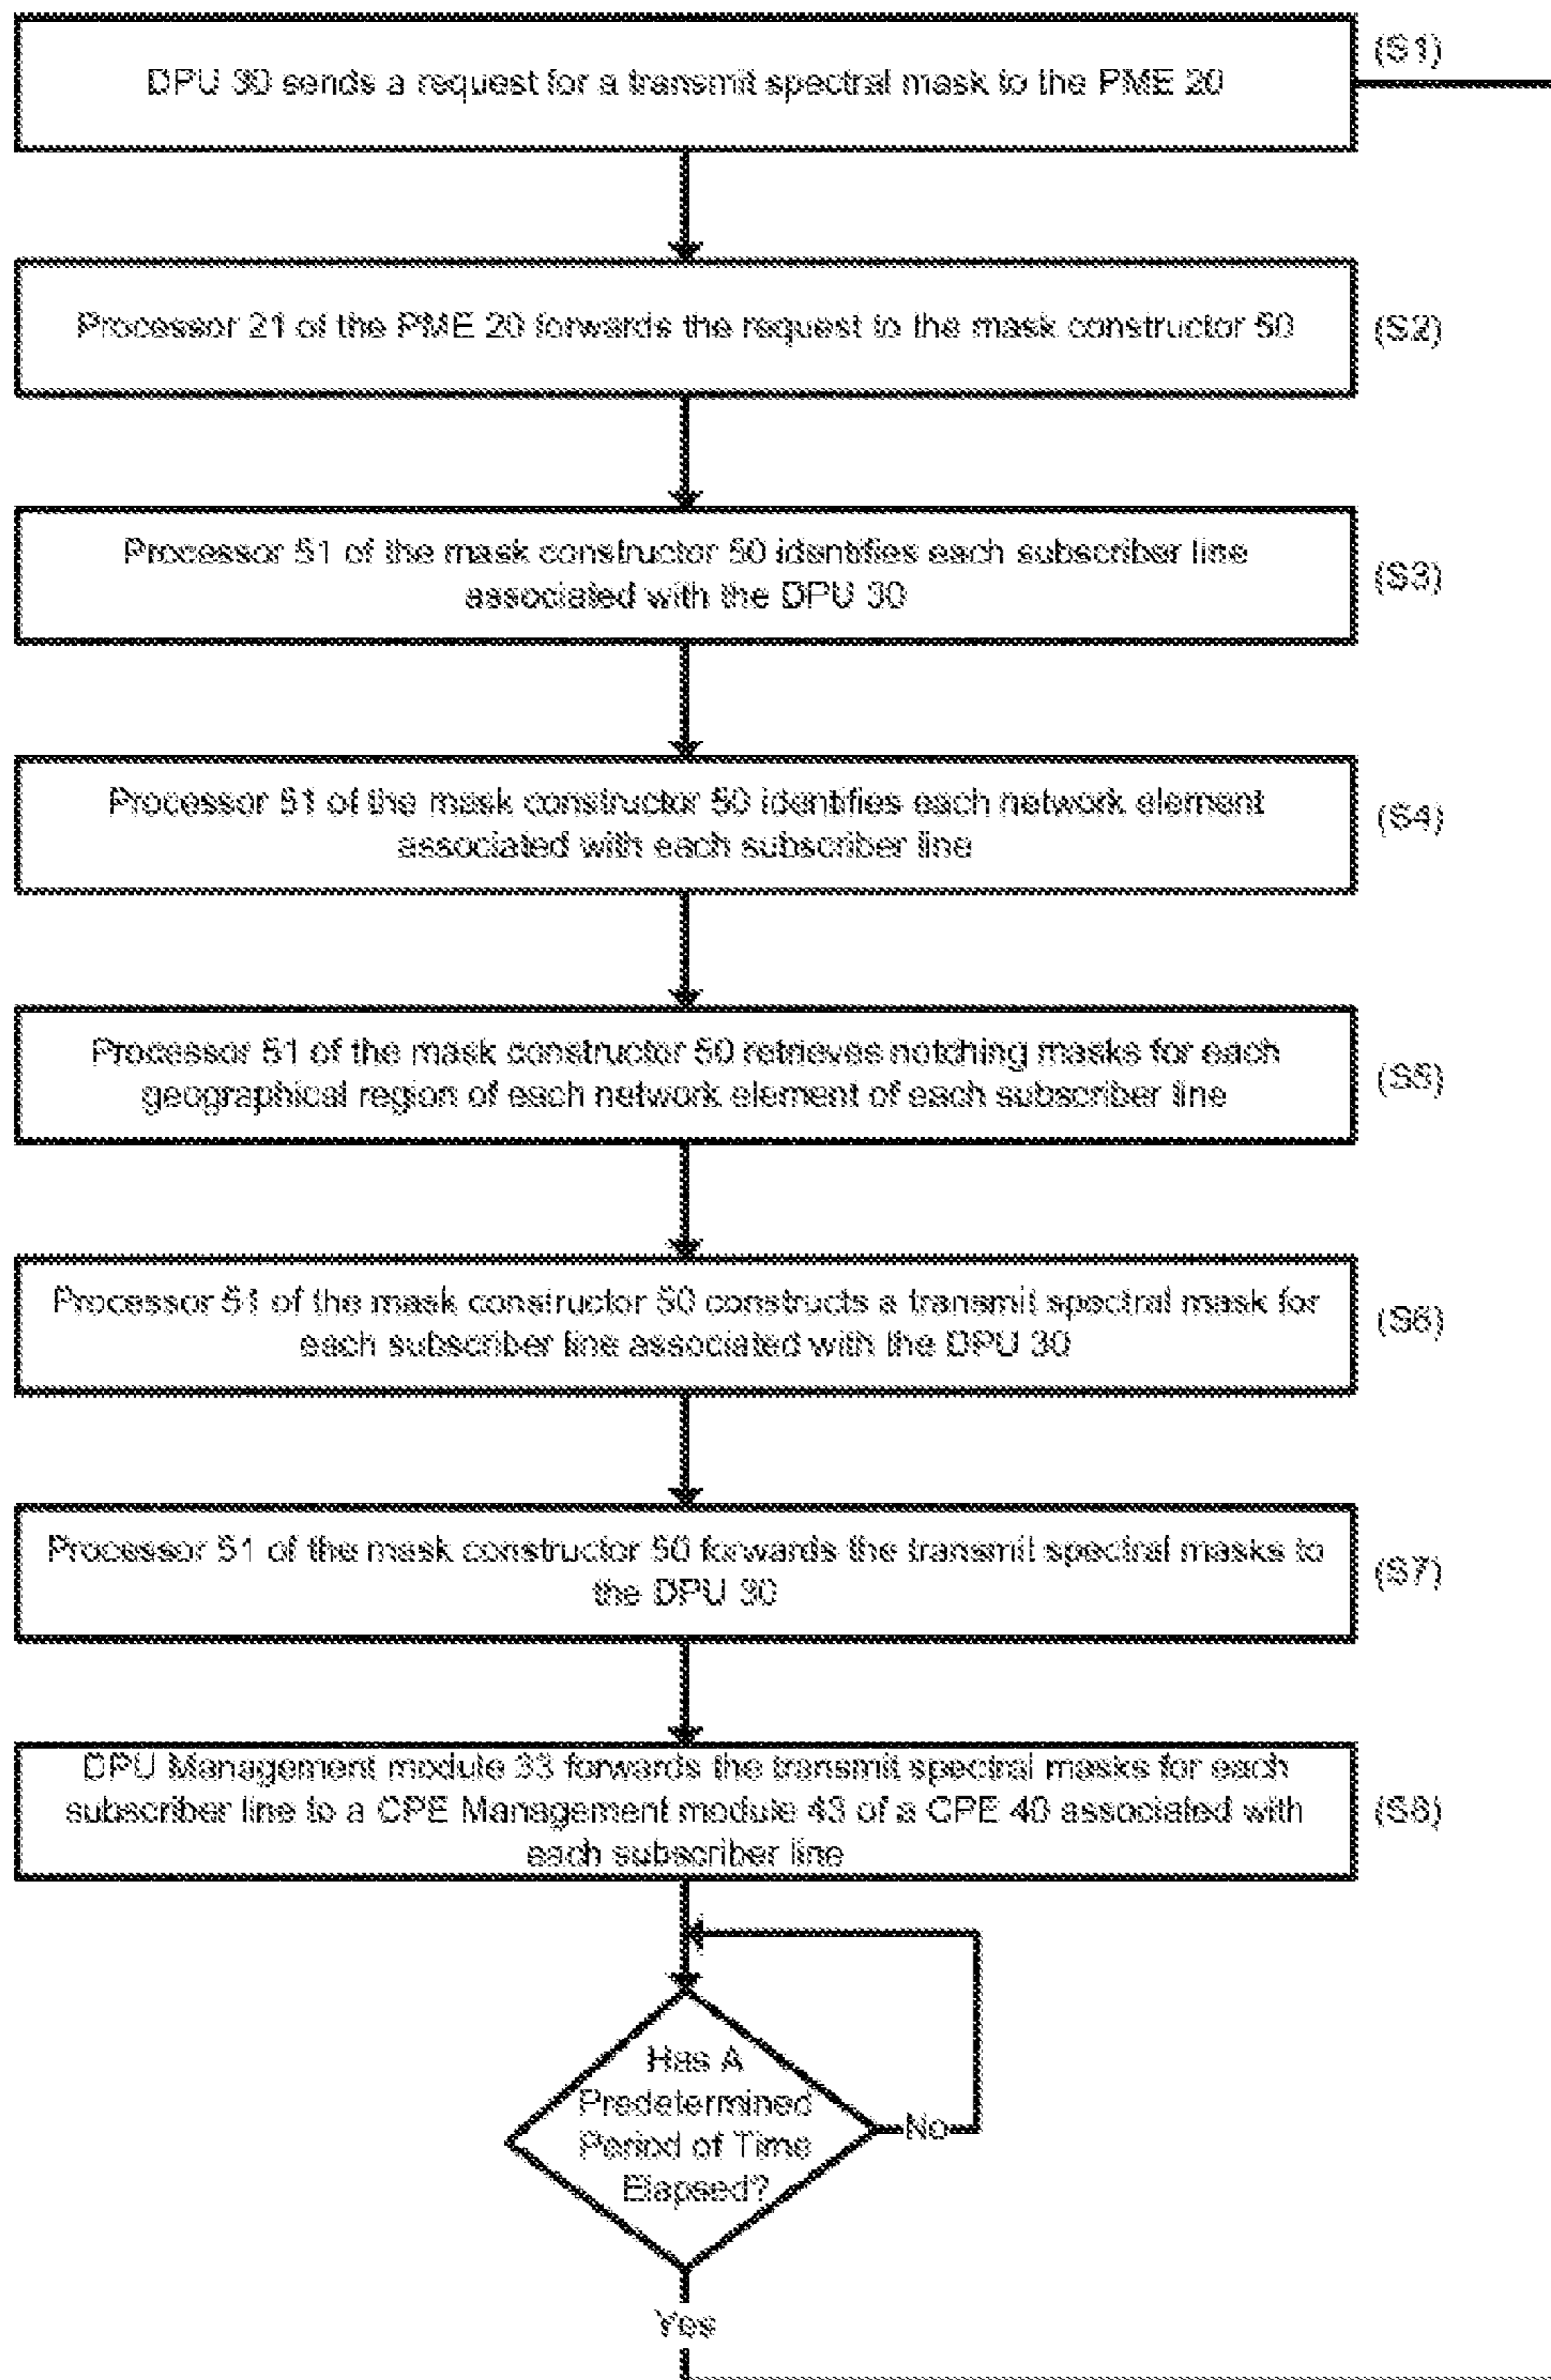 DPU 30 sends a request for a transmit spectral mask to the PME 20
(S1)
Processor 21 of the PME 20 forwards the request to the mask constructor 50
(S2)
Processor 51 of the mask constructor 50 identifies each subscriber line
associated with the DPU 30
(S3)
Processor 51 of the mask constructor 50 identifies each network element
associated with each subscriber line
(S4)
Processor 51 of the mask constructor 50 retrieves notching masks for each
geographical region of each network element of each subscriber line
(S5)
Processor 51 of the mask constructor 50 constructs a transmit spectral mask for
each subscriber line associated with the DPU 30
(S6)
Processor 51 of the mask constructor 50 forwards the transmit spectral masks to
the DPU 30
(S7)
DPU Management module 33 forwards the transmit spectral masks for each
subscriber line to a CPE Management module 43 of a CPE 40 associated with
each subscriber line
(S8)
Has A
Predetermined
Period of Time
Elapsed?
No
Yes